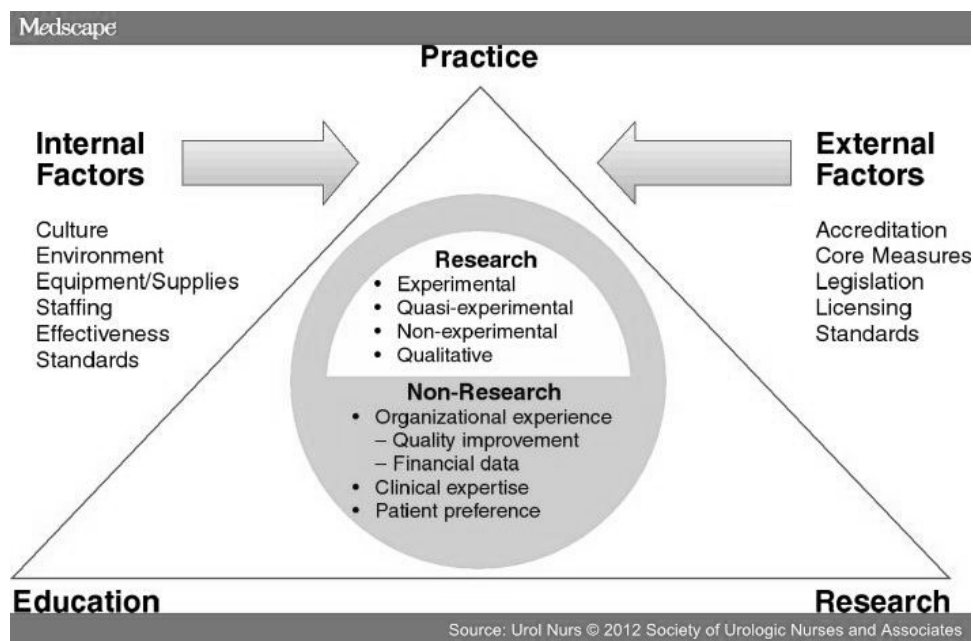 Medscape
Practice
Internal
Factors
Culture
Environment
Equipment/Supplies
Staffing
Effectiveness
Standards
External
Factors
Accreditation
Core Measures
Legislation
Licensing
Standards
Research
• Experimental
• Quasi-experimental
• Non-experimental
• Qualitative
Non-Research
• Organizational experience
– Quality improvement
– Financial data
• Clinical expertise
• Patient preference
Education
Research
Source: Urol Nurs © 2012 Society of Urologic Nurses and Associates